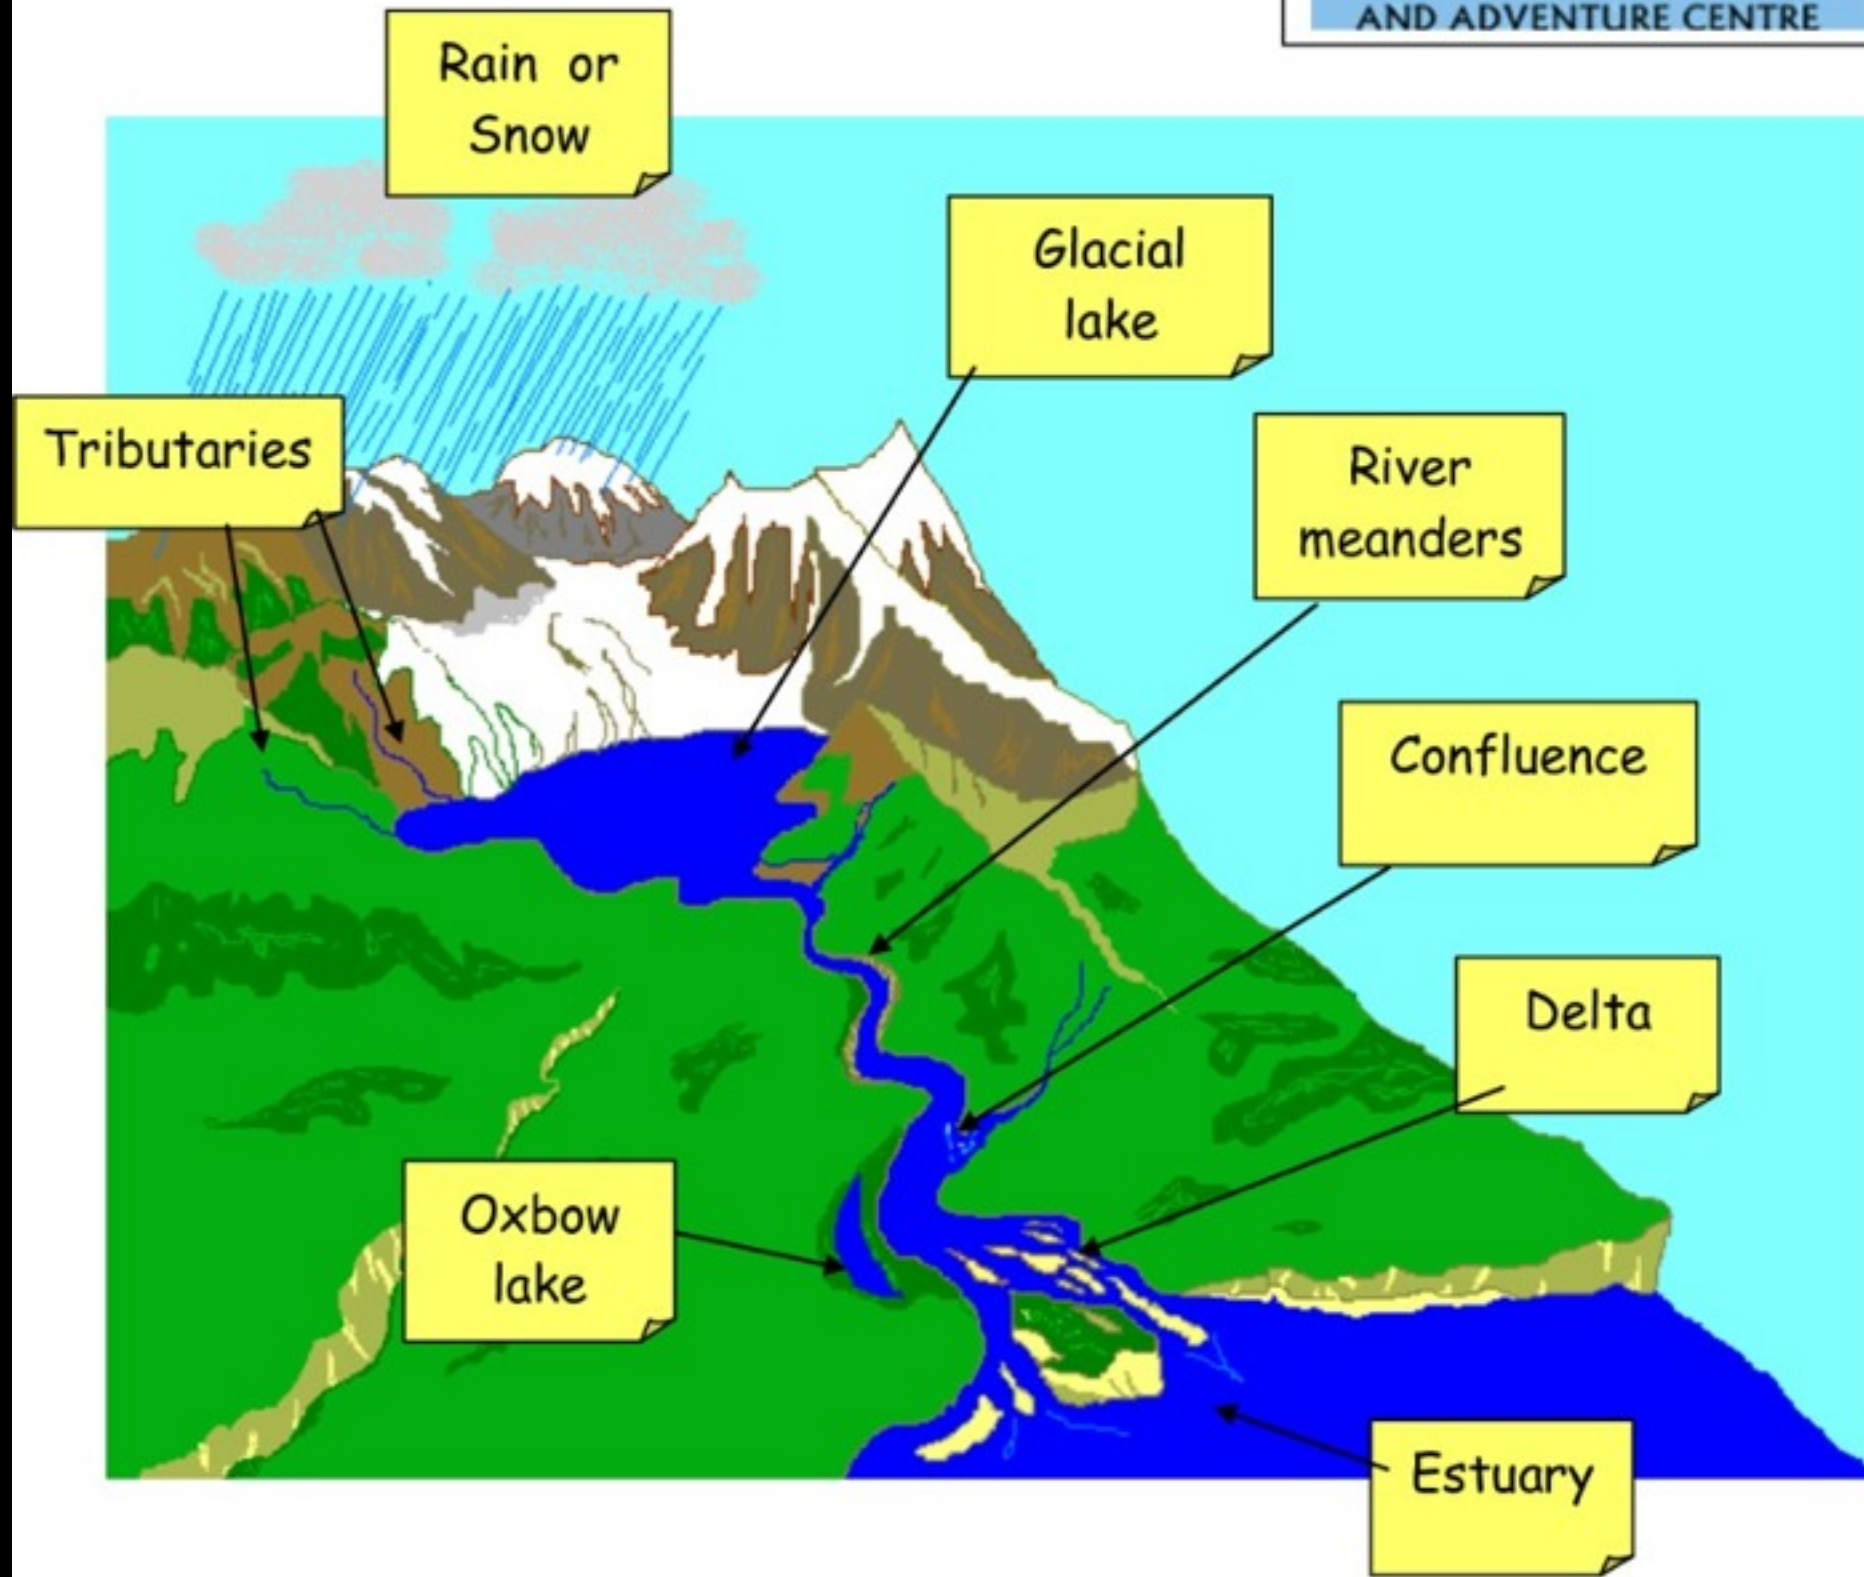 AND ADVENTURE CENTRE
Rain or
Snow
Glacial
lake
Tributaries
River
meanders
Confluence
Delta
Oxbow
lake
Estuary